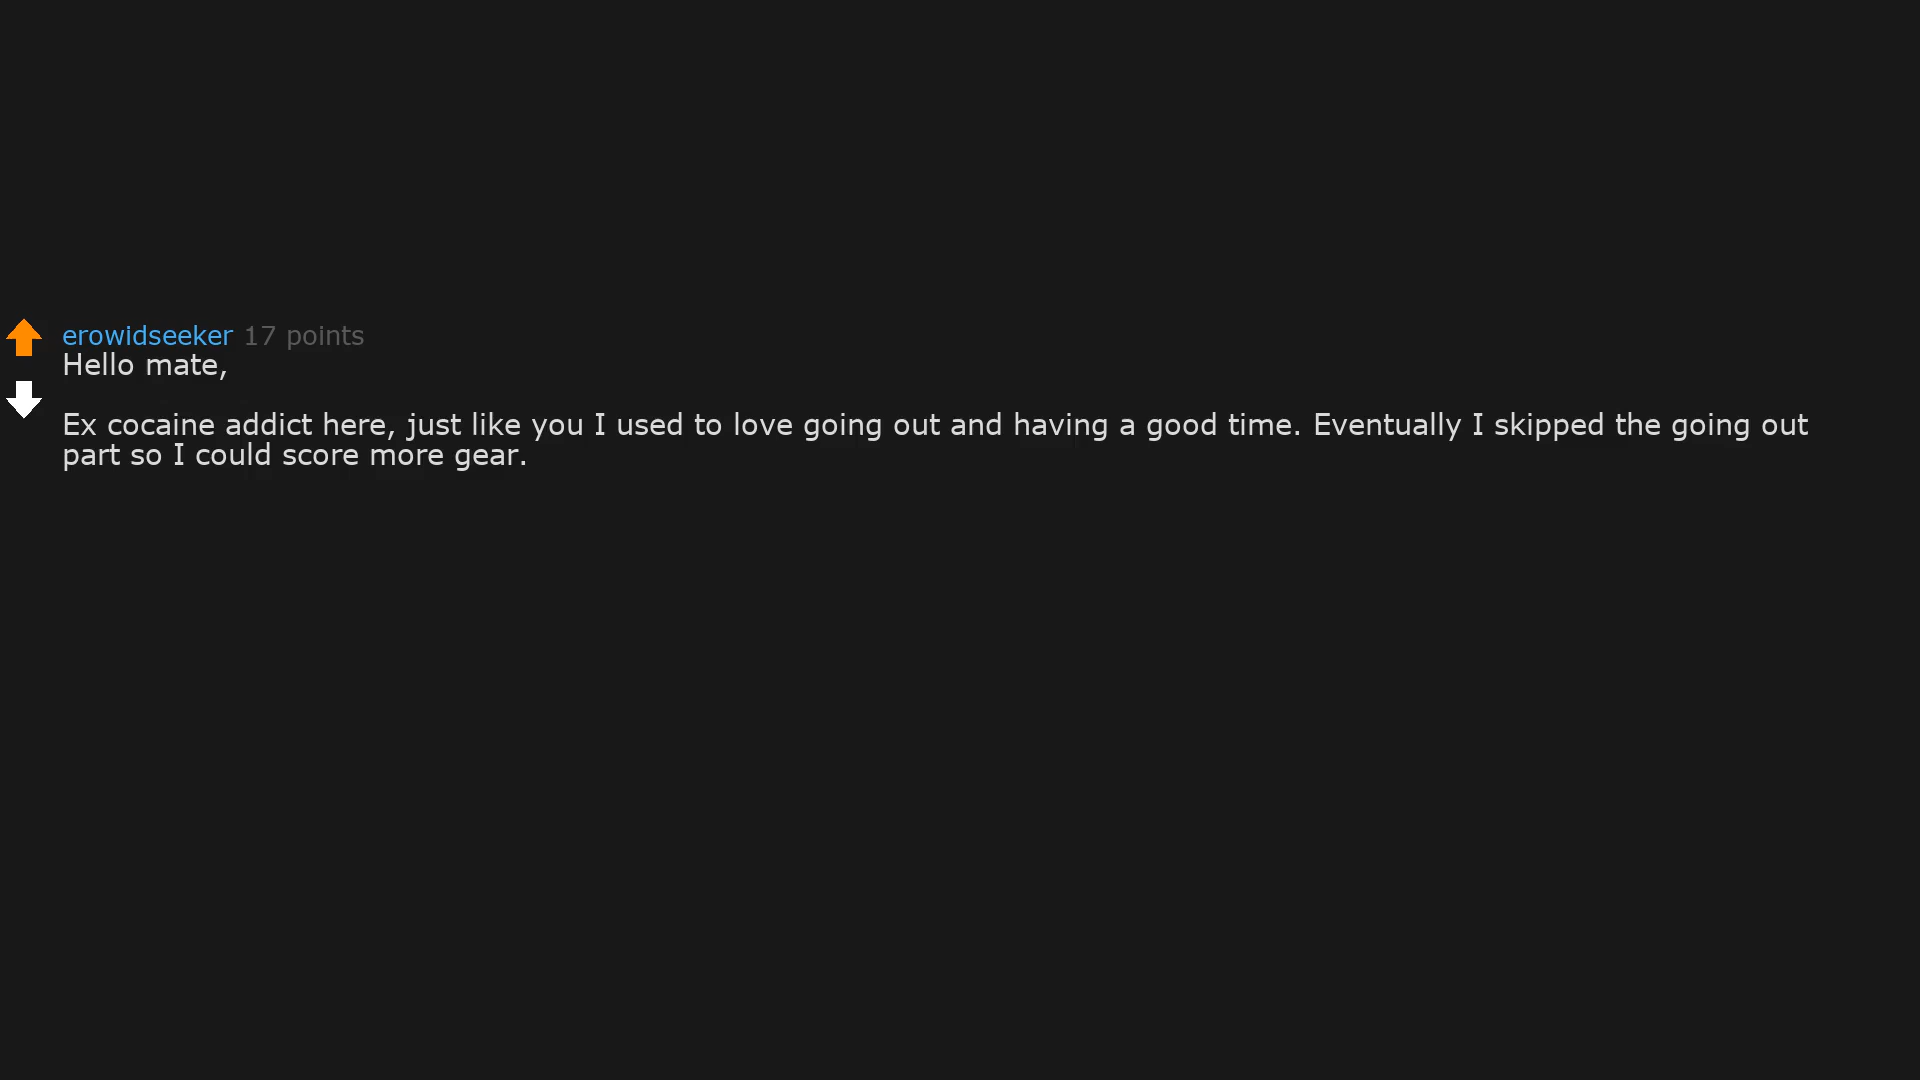 erowidseeker 17 points
Hello mate,
Ex cocaine addict here, just like you I used to love going out and having a good time. Eventually I skipped the going out
part so I could score more gear.